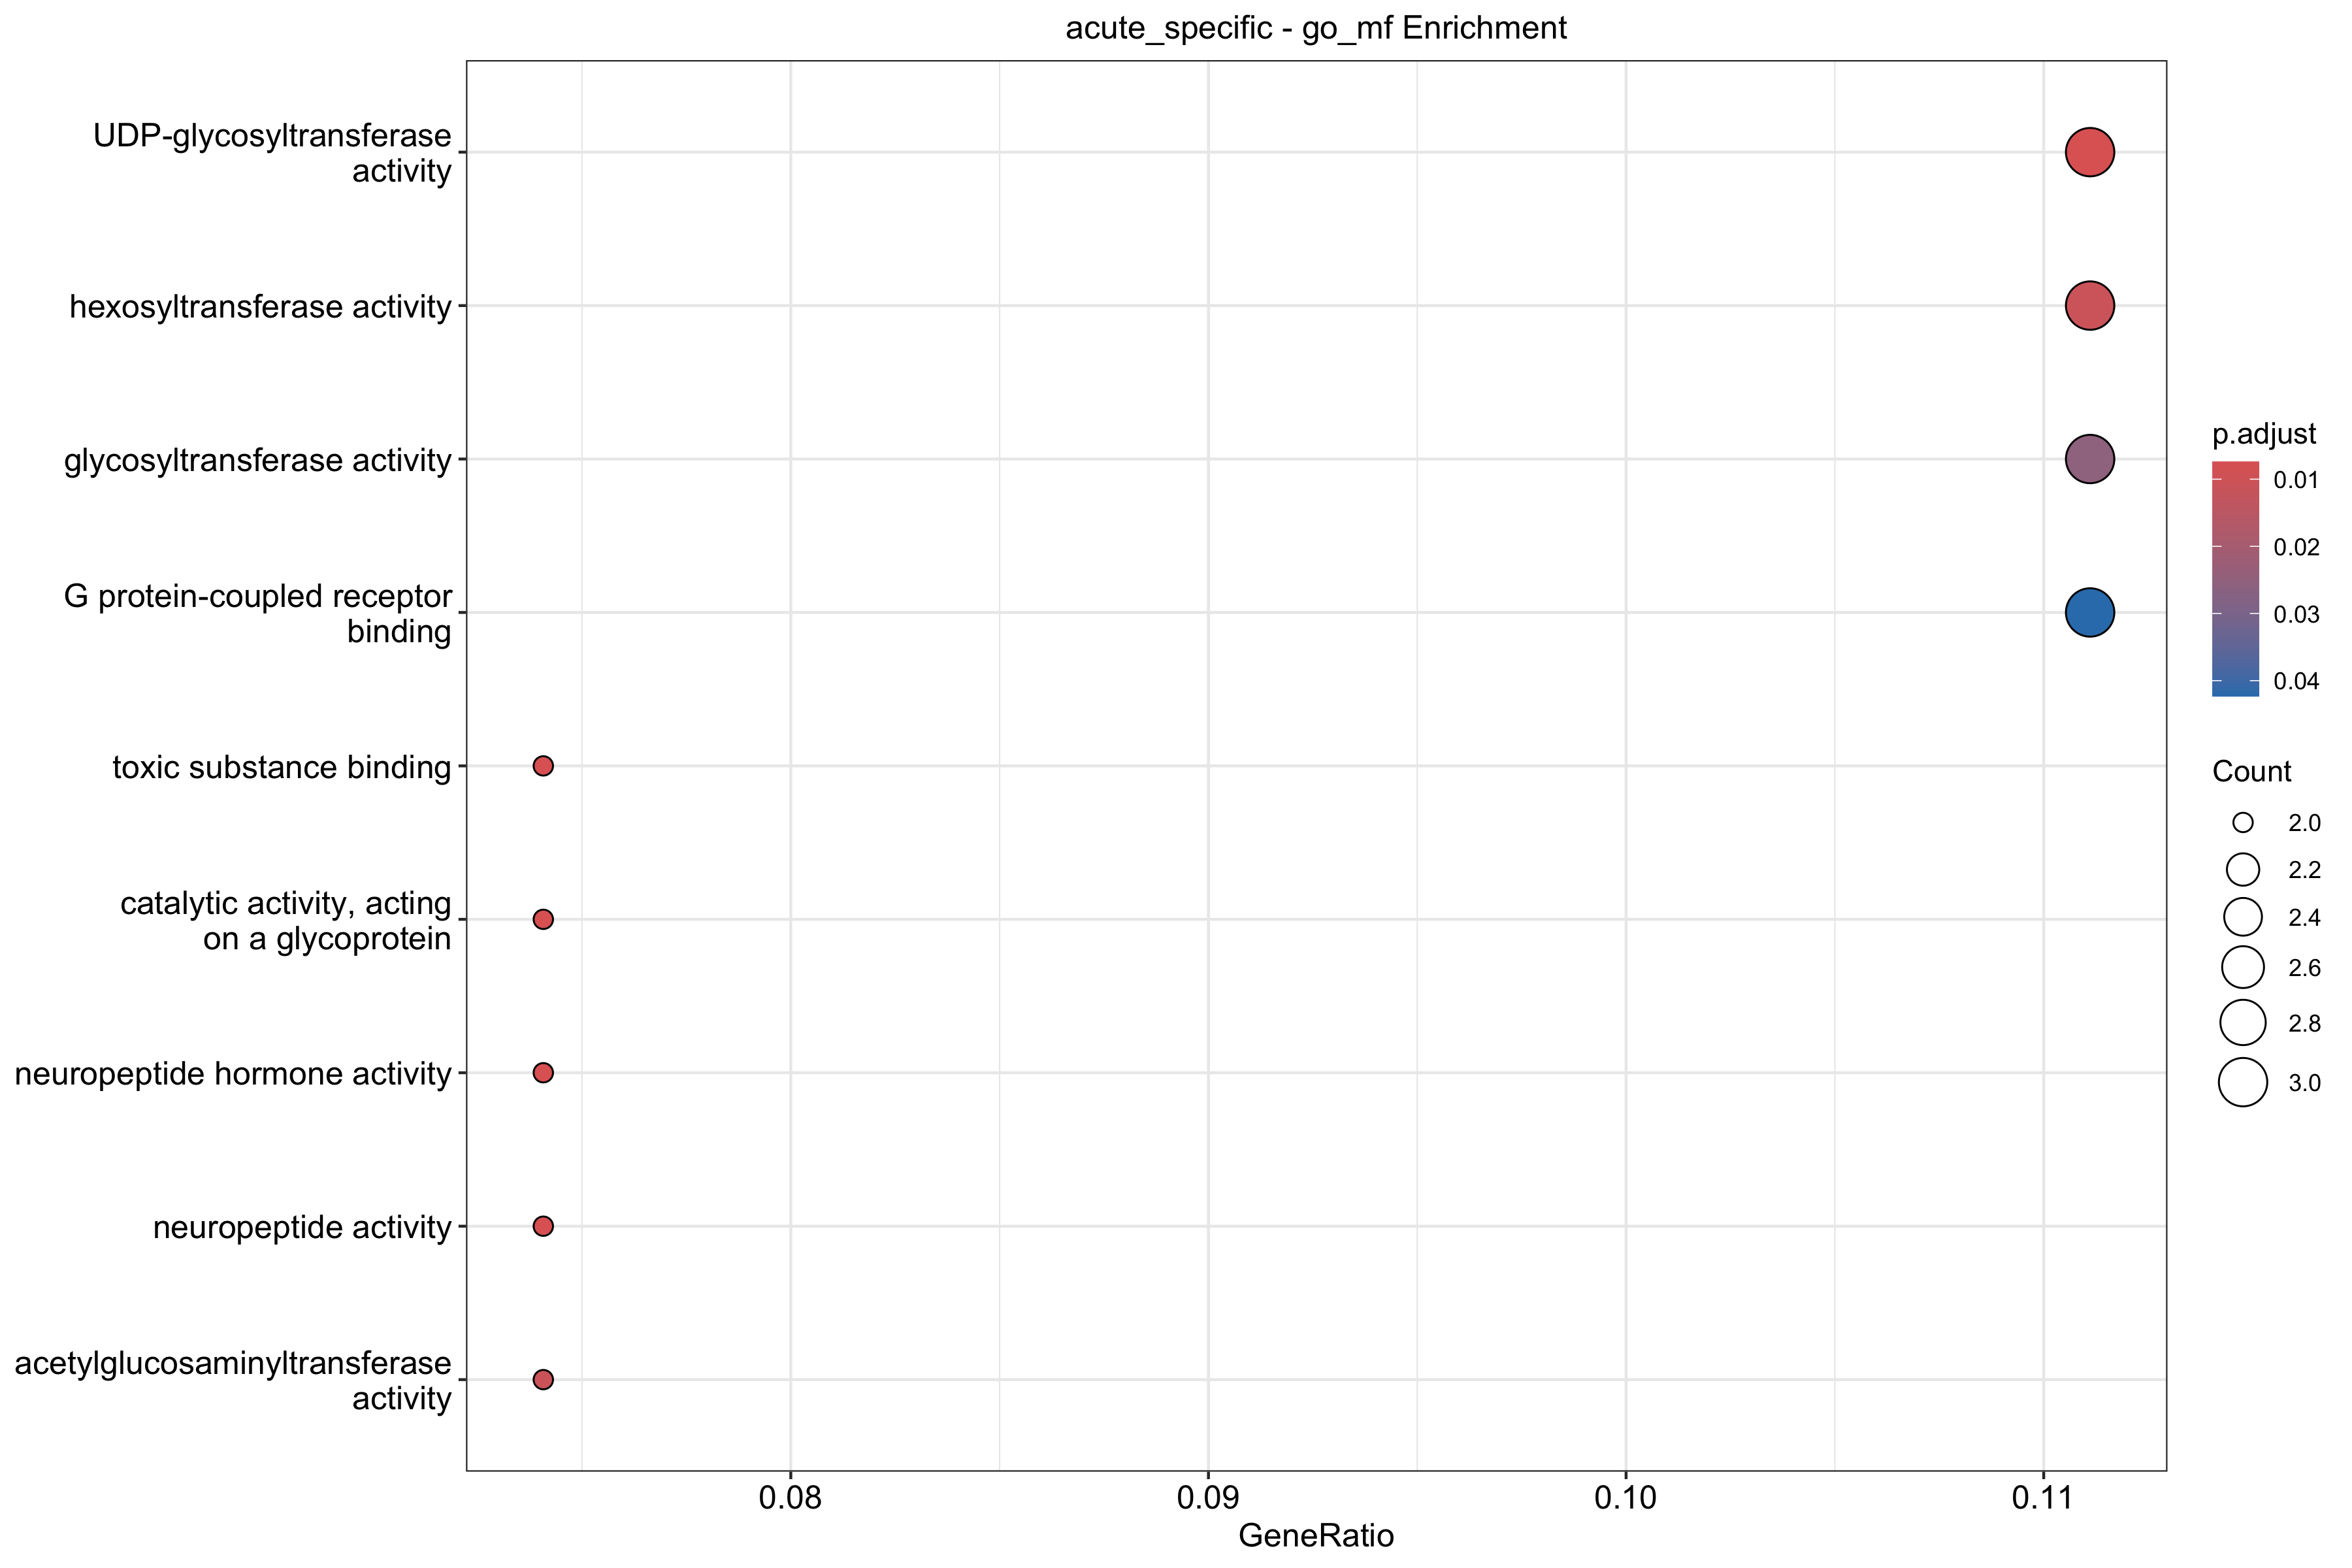 acute_specific - go_mf Enrichment
UDP-glycosyltransferase
activity
hexosyltransferase activity
glycosyltransferase activity
G protein-coupled receptor
binding
toxic substance binding
catalytic activity, acting
on a glycoprotein
neuropeptide hormone activity
neuropeptide activity
acetylglucosaminyltransferase
activity
0.08
0.09
0.10
0.11
GeneRatio
p.adjust
0.01
0.02
0.03
0.04
Count
2.0
2.2
2.4
2.6
2.8
3.0